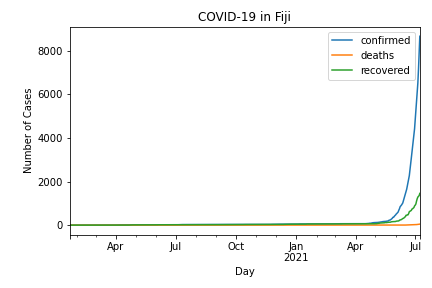 COVID-19 in Fiji
confirmed
deaths
recovered
Number of Cases
8000
6000
4000
2000
0
Apr
Jul
Oct
Jan
2021
Apr
Jul
Day